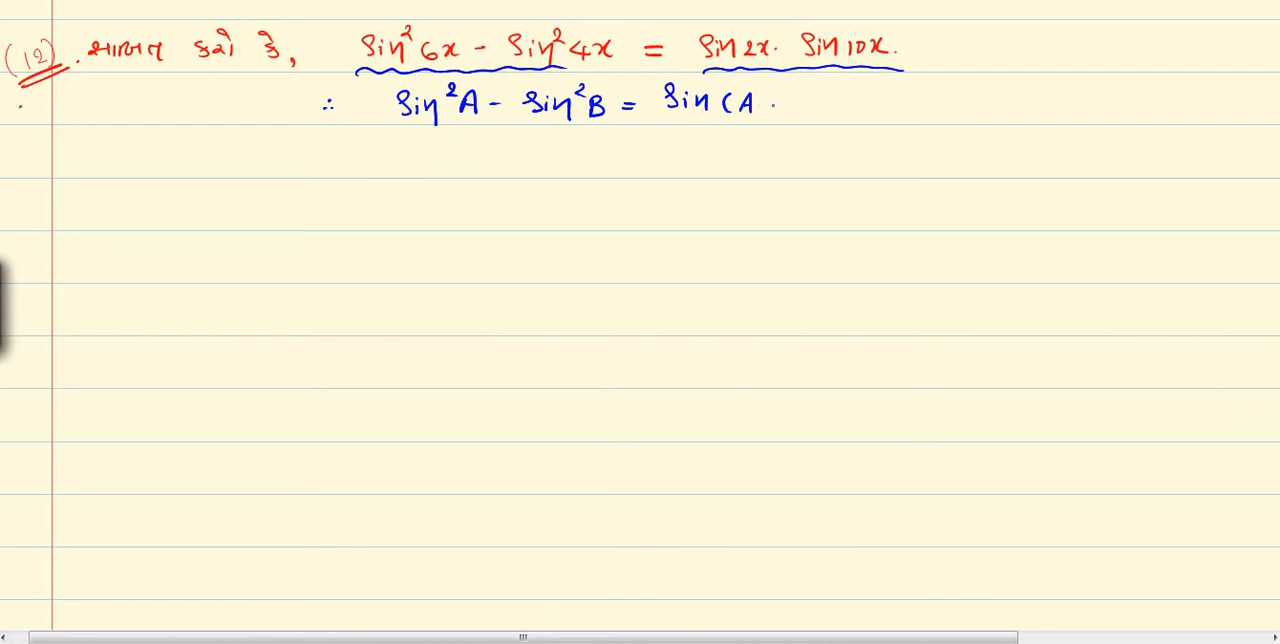 (12). સાબિત કરો કે, Sin²6x - Sin²4x = Sin2x. Sin10x.
∴ Sin²A - Sin²B = Sin(A